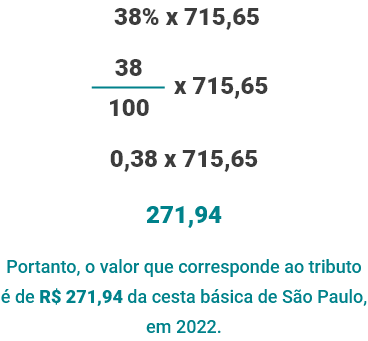 38% x 715,65
38
100
x 715,65
0,38 x 715,65
271,94
Portanto, o valor que corresponde ao tributo
é de R$ 271,94 da cesta básica de São Paulo,
em 2022.